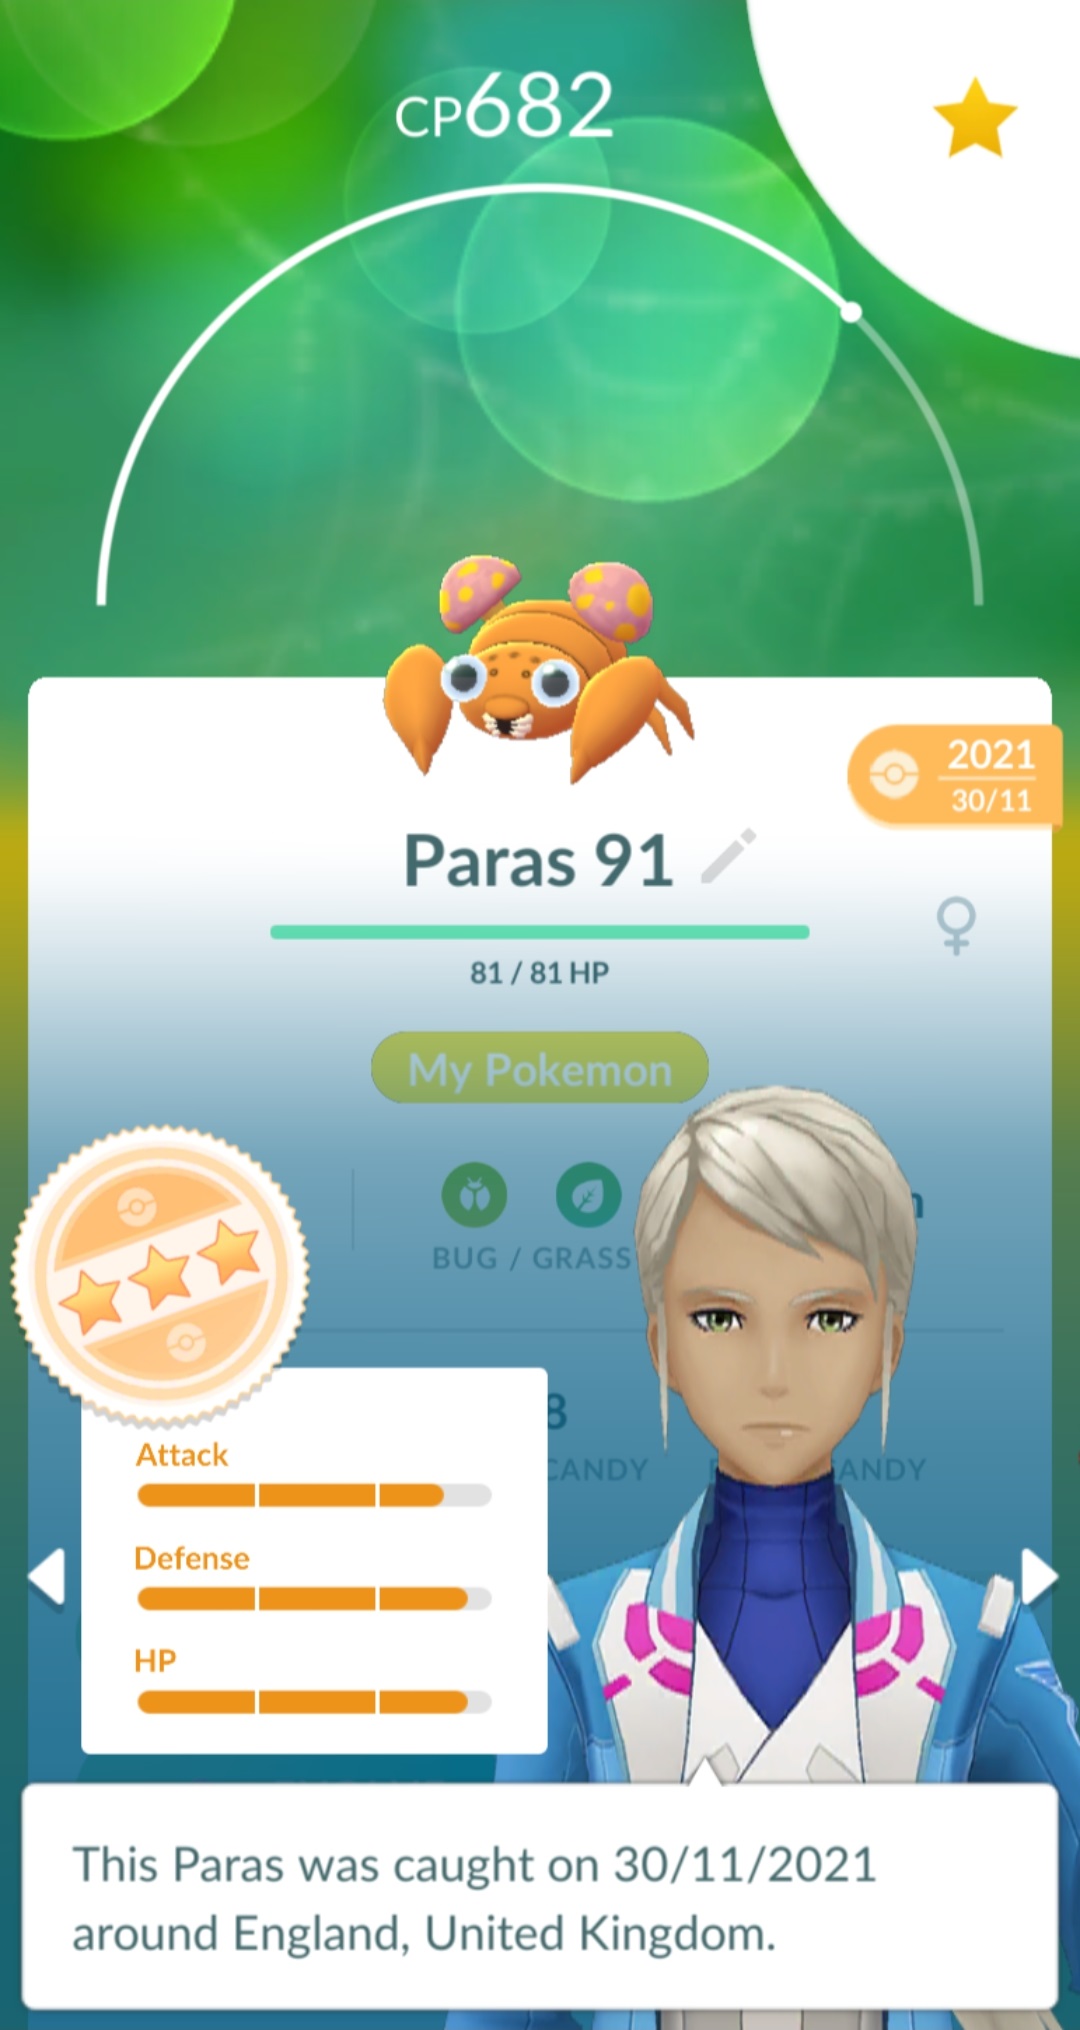 CP682
2021
30/11
Paras 91
81 / 81 HP
My Pokemon
BUG / GRASS
8
CANDY
ANDY
Attack
Defense
HP
This Paras was caught on 30/11/2021
around England, United Kingdom.